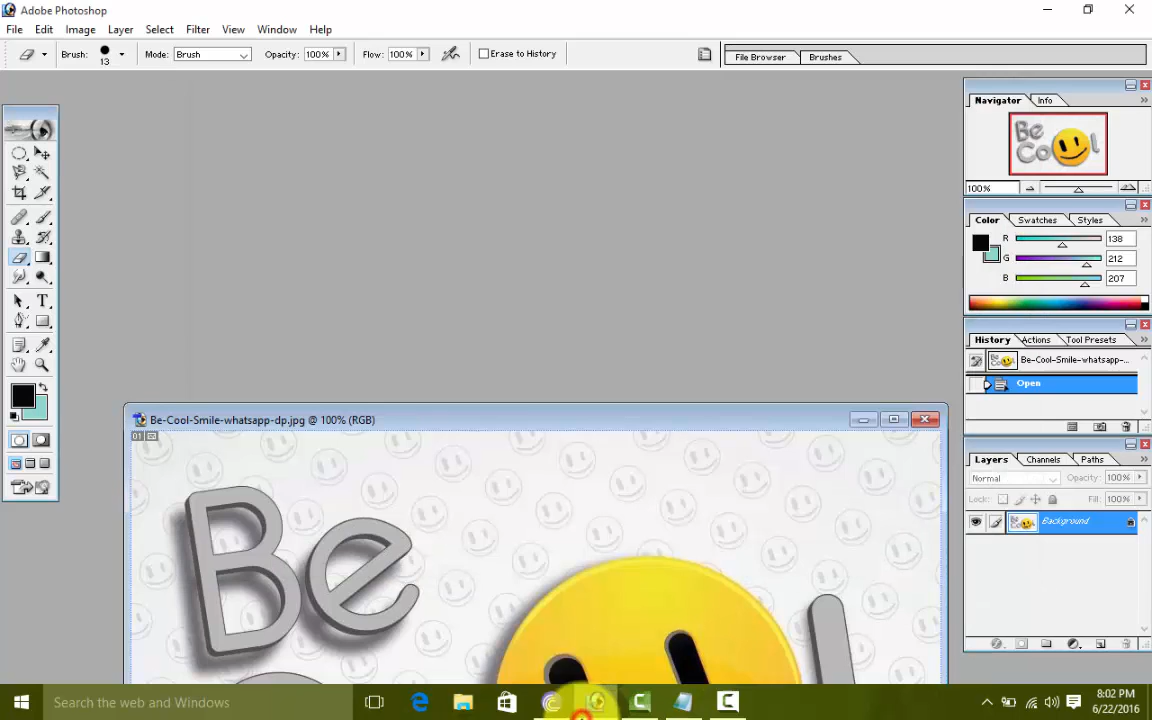 Adobe Photoshop
File Edit Image Layer Select Filter View Window Help
Brush: 13 Mode: Brush Opacity: 100% Flow: 100% Erase to History
File Browser Brushes
Navigator Info
Be Cool
100%
Color Swatches Styles
R 138
G 212
B 207
History Actions Tool Presets
Be-Cool-Smile-whatsapp-...
Open
Layers Channels Paths
Normal Opacity: 100%
Lock: Fill: 100%
Background
Be-Cool-Smile-whatsapp-dp.jpg @ 100% (RGB)
01
Be
l
Search the web and Windows
8:02 PM
6/22/2016